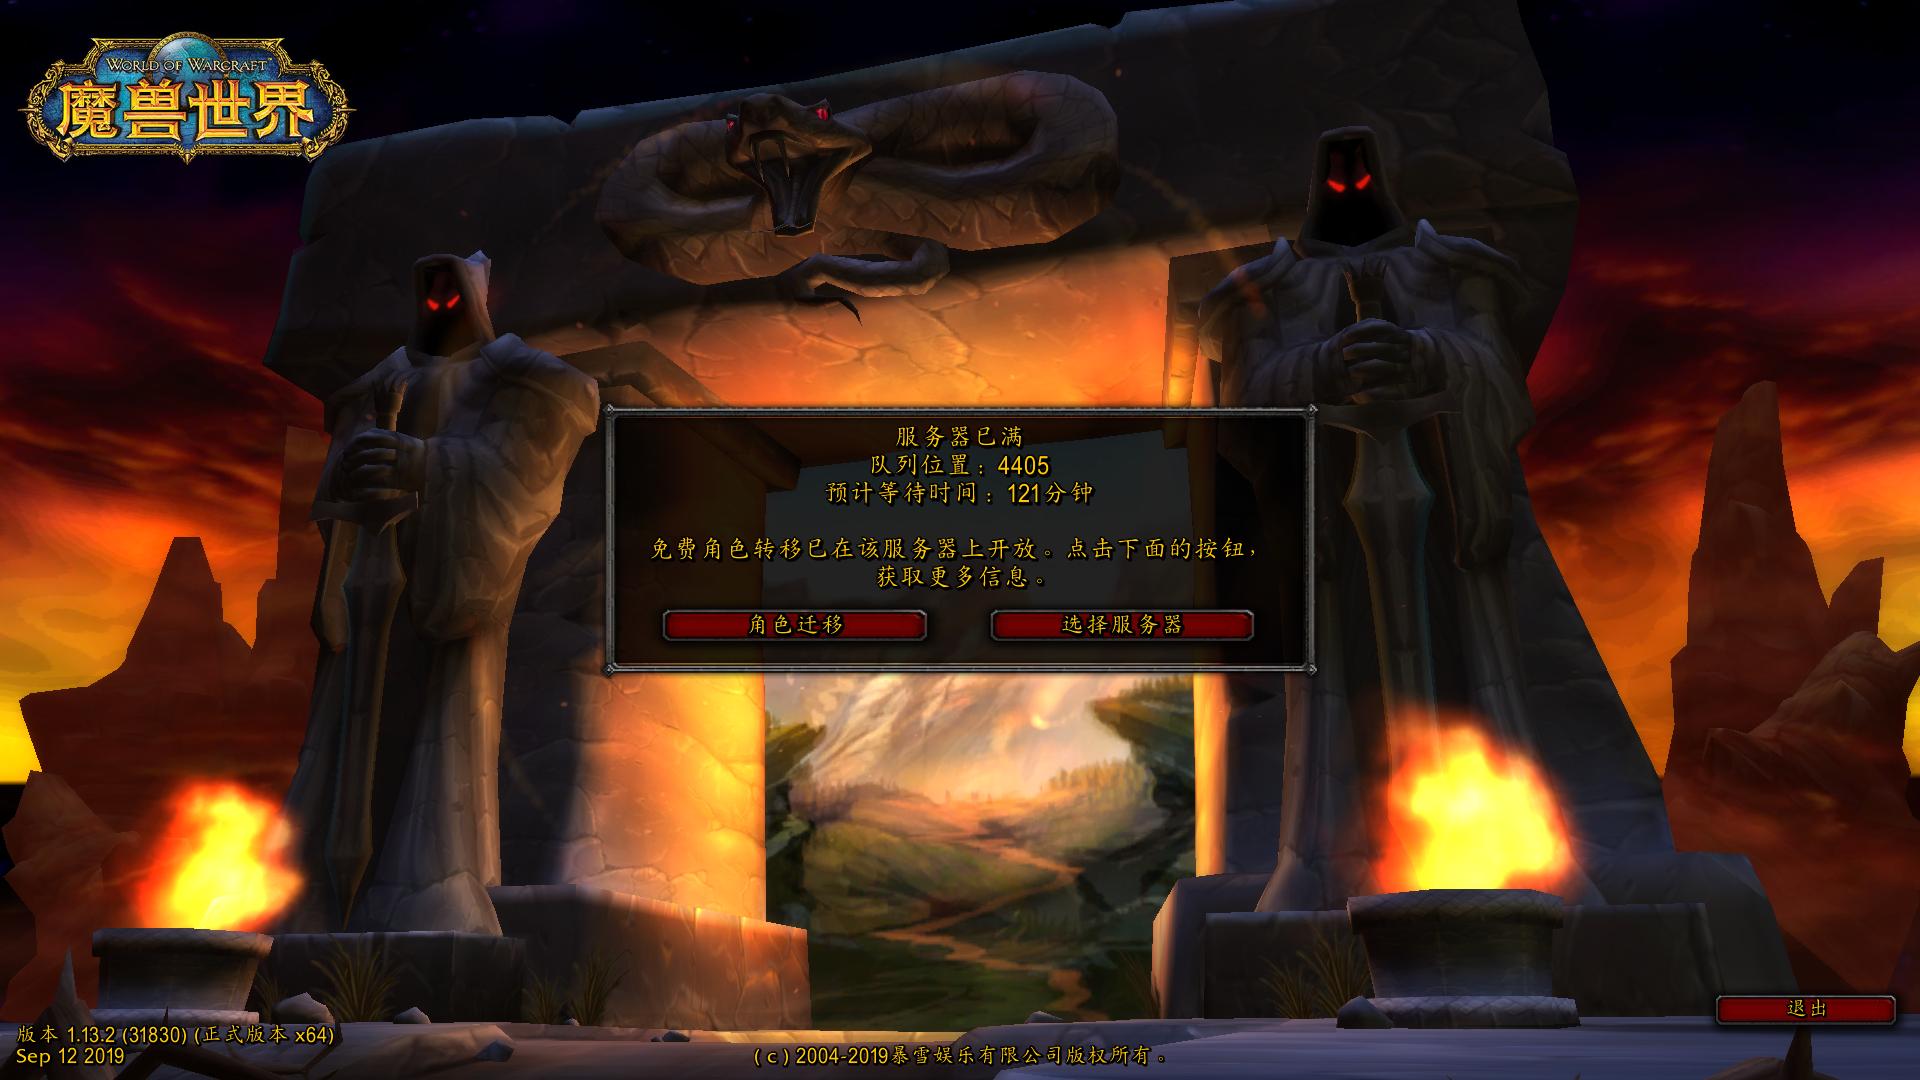 WORLD OF WARCRAFT
魔兽世界
服务器已满
队列位置：4405
预计等待时间：121分钟
免费角色转移已在该服务器上开放。点击下面的按钮，
获取更多信息。
角色迁移 选择服务器
退出
版本 1.13.2 (31830) (正式版本 x64)
Sep 12 2019
(c) 2004-2019暴雪娱乐有限公司版权所有。